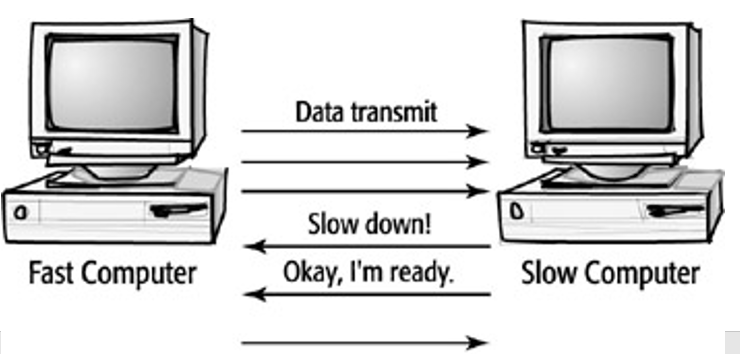 Data transmit
Slow down!
Fast Computer
Okay, I'm ready.
Slow Computer